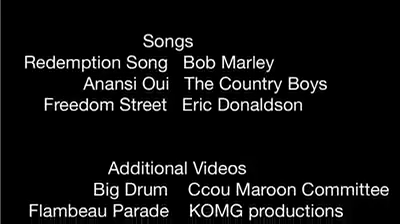 Songs
Redemption Song Bob Marley
Anansi Oui The Country Boys
Freedom Street Eric Donaldson
Additional Videos
Big Drum Ccou Maroon Committee
Flambeau Parade KOMG productions